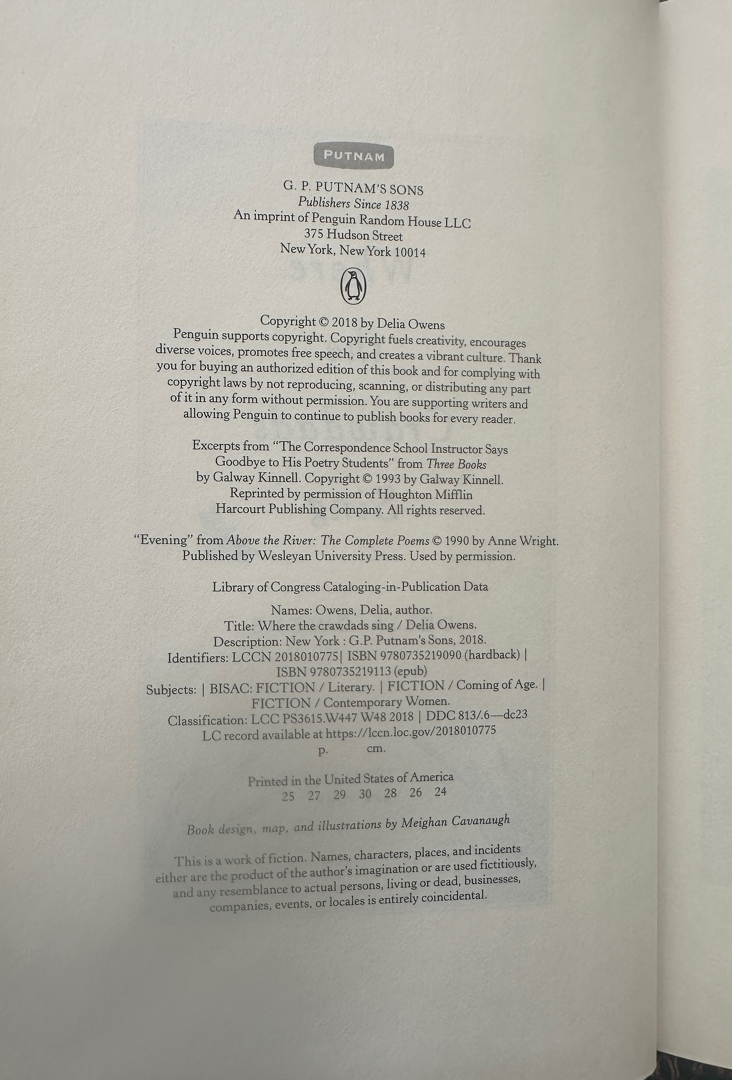 PUTNAM
G. P. PUTNAM'S SONS
Publishers Since 1838
An imprint of Penguin Random House LLC
375 Hudson Street
New York, New York 10014
Copyright © 2018 by Delia Owens
Penguin supports copyright. Copyright fuels creativity, encourages
diverse voices, promotes free speech, and creates a vibrant culture. Thank
you for buying an authorized edition of this book and for complying with
copyright laws by not reproducing, scanning, or distributing any part
of it in any form without permission. You are supporting writers and
allowing Penguin to continue to publish books for every reader.
Excerpts from "The Correspondence School Instructor Says
Goodbye to His Poetry Students" from Three Books
by Galway Kinnell. Copyright © 1993 by Galway Kinnell.
Reprinted by permission of Houghton Mifflin
Harcourt Publishing Company. All rights reserved.
"Evening" from Above the River: The Complete Poems © 1990 by Anne Wright.
Published by Wesleyan University Press. Used by permission.
Library of Congress Cataloging-in-Publication Data
Names: Owens, Delia, author.
Title: Where the crawdads sing / Delia Owens.
Description: New York : G.P. Putnam's Sons, 2018.
Identifiers: LCCN 2018010775| ISBN 9780735219090 (hardback) |
ISBN 9780735219113 (epub)
Subjects: | BISAC: FICTION / Literary. | FICTION / Coming of Age. |
FICTION / Contemporary Women.
Classification: LCC PS3615.W447 W48 2018 | DDC 813/.6—dc23
LC record available at https://lccn.loc.gov/2018010775
p. cm.
Printed in the United States of America
25 27 29 30 28 26 24
Book design, map, and illustrations by Meighan Cavanaugh
This is a work of fiction. Names, characters, places, and incidents
either are the product of the author's imagination or are used fictitiously,
and any resemblance to actual persons, living or dead, businesses,
companies, events, or locales is entirely coincidental.